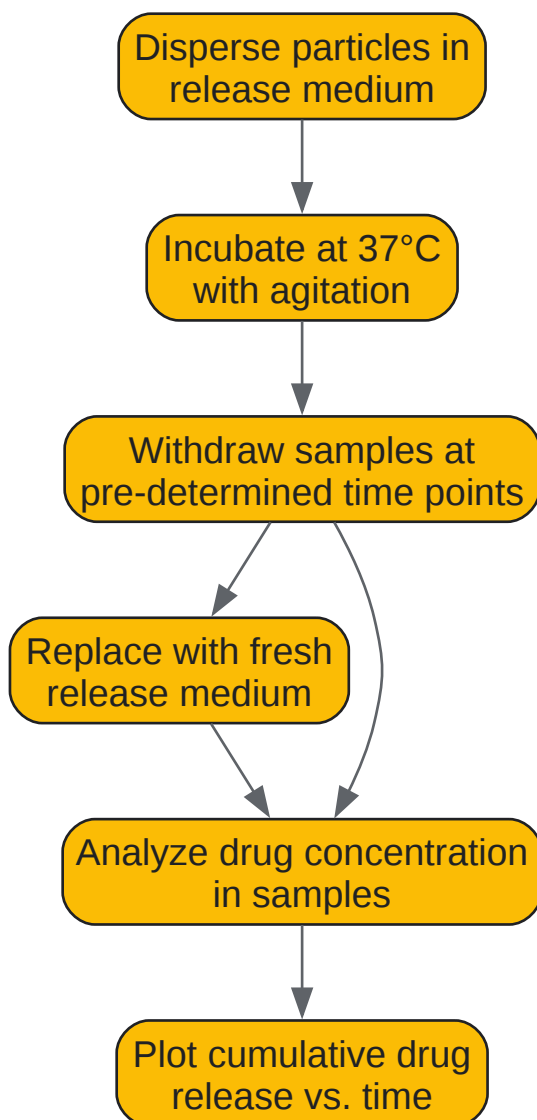 Disperse particles in
release medium
Incubate at 37°C
with agitation
Withdraw samples at
pre-determined time points
Replace with fresh
release medium
Analyze drug concentration
in samples
Plot cumulative drug
release vs. time